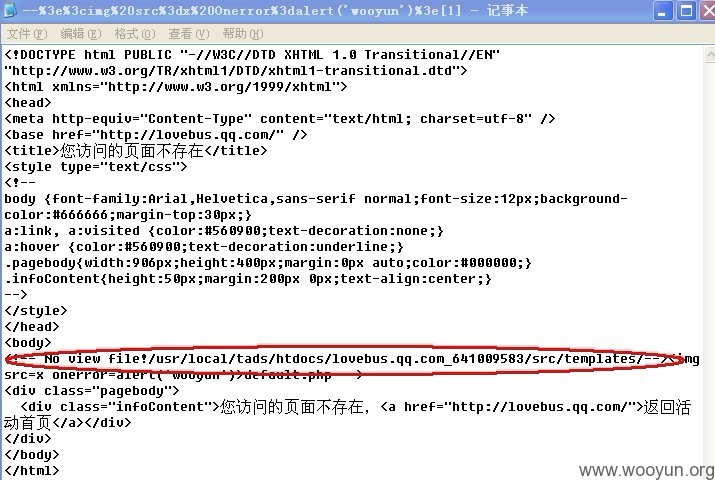 --%3e%3cimg%20src%3dx%20Onerror%3dalert('wooyun')%3e[1] - 记事本
文件(F) 编辑(E) 格式(O) 查看(V) 帮助(H)
<!DOCTYPE html PUBLIC "-//W3C//DTD XHTML 1.0 Transitional//EN"
"http://www.w3.org/TR/xhtml1/DTD/xhtml1-transitional.dtd">
<html xmlns="http://www.w3.org/1999/xhtml">
<head>
<meta http-equiv="Content-Type" content="text/html; charset=utf-8" />
<base href="http://lovebus.qq.com/" />
<title>您访问的页面不存在</title>
<style type="text/css">
<!--
body {font-family:Arial,Helvetica,sans-serif normal;font-size:12px;background-
color:#666666;margin-top:30px;}
a:link, a:visited {color:#560900;text-decoration:none;}
a:hover {color:#560900;text-decoration:underline;}
.pagebody{width:906px;height:400px;margin:0px auto;color:#000000;}
.infoContent{height:50px;margin:200px 0px;text-align:center;}
-->
</style>
</head>
<body>
<!-- No view file!/usr/local/tads/htdocs/lovebus.qq.com_641009583/src/templates/--><img
src=x onerror=alert('wooyun')>default.php -->
<div class="pagebody">
<div class="infoContent">您访问的页面不存在, <a href="http://lovebus.qq.com/">返回活
动首页</a></div>
</div>
</body>
</html>
www.wooyun.org